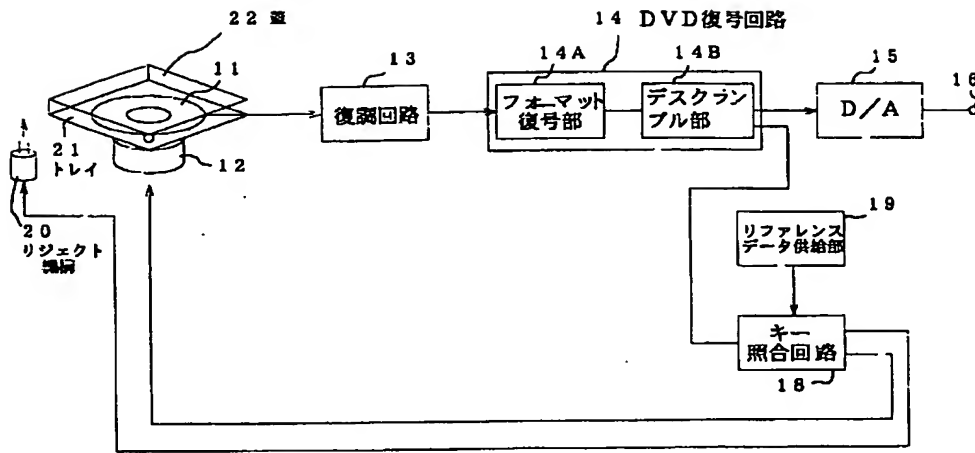 22 蓋
14 DVD復号回路
11
13
14A
14B
15
16
復調回路
フォーマット
復号部
デスクラン
ブル部
D/A
21
トレイ
12
20
リジェクト
機構
19
リファレンス
データ供給部
キー
照合回路
18